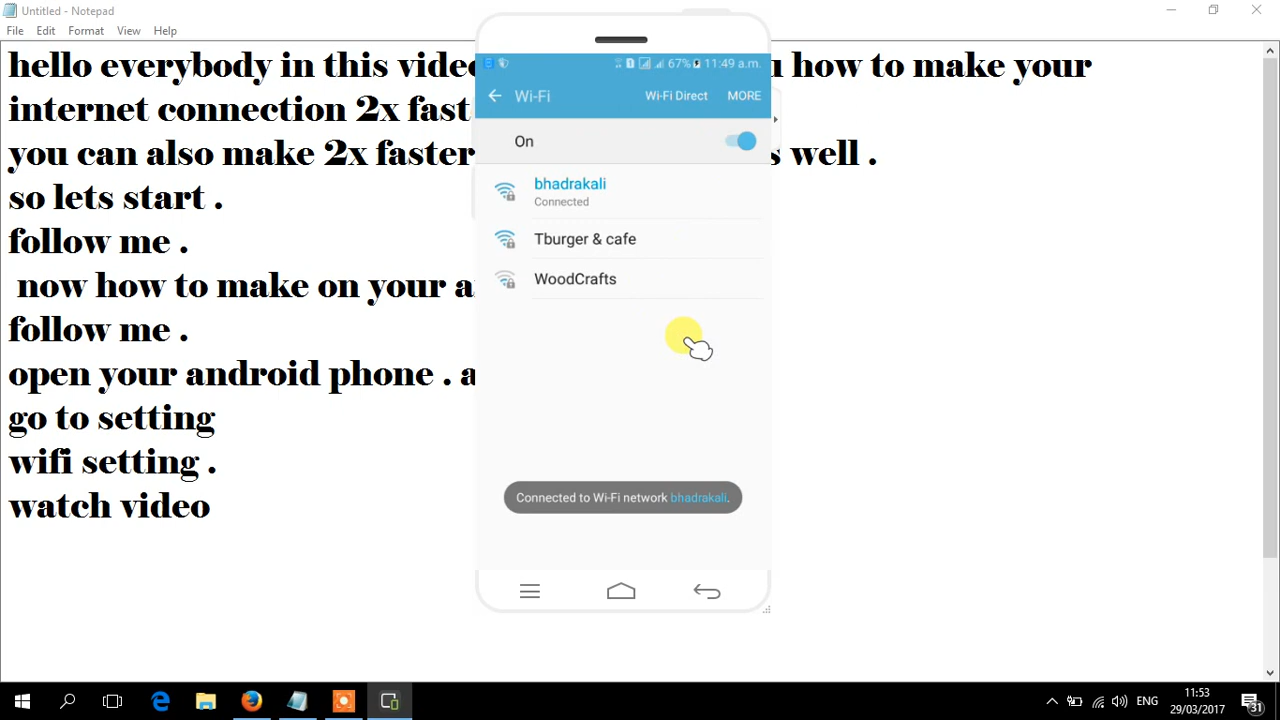 Untitled - Notepad
File Edit Format View Help
hello everybody in this vide u how to make your
internet connection 2x fast
you can also make 2x faster s well .
so lets start .
follow me .
now how to make on your a
follow me .
open your android phone . a
go to setting
wifi setting .
watch video
67% 11:49 a.m.
Wi-Fi Wi-Fi Direct MORE
On
bhadrakali
Connected
Tburger & cafe
WoodCrafts
Connected to Wi-Fi network bhadrakali.
ENG 11:53
29/03/2017 31